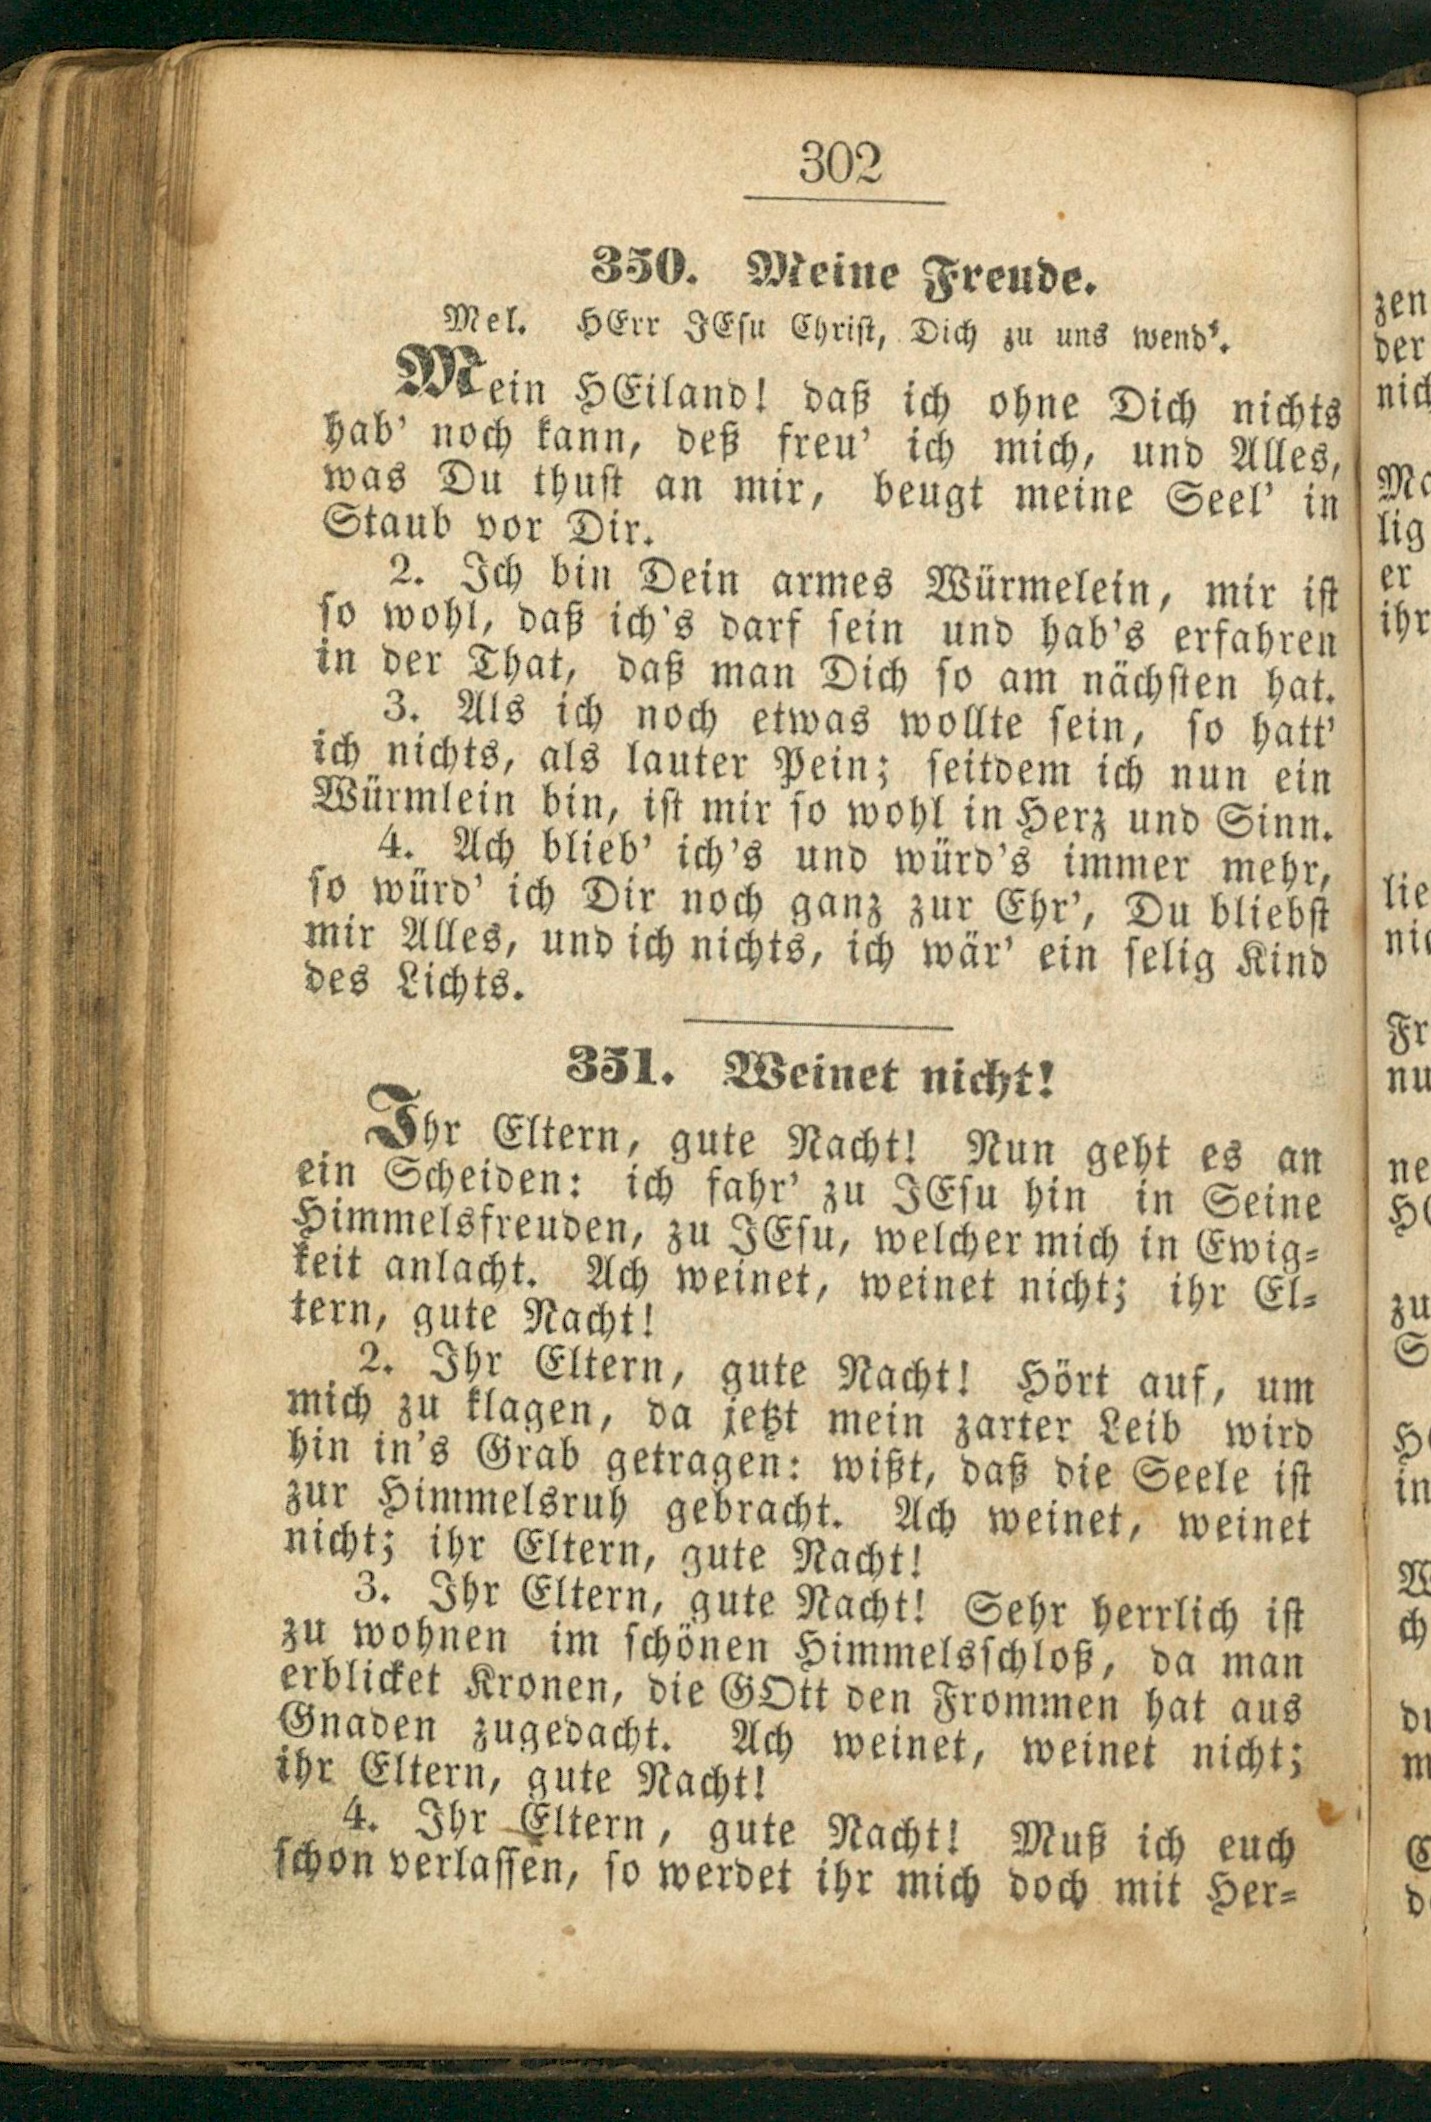 302
350. Meine Freude.
Mel. HErr JEsu Christ, Dich zu uns wend'.
Mein HEiland! daß ich ohne Dich nichts
hab' noch kann, deß freu' ich mich, und Alles,
was Du thust an mir, beugt meine Seel' in
Staub vor Dir.
2. Ich bin Dein armes Würmelein, mir ist
so wohl, daß ich's darf sein und hab's erfahren
in der That, daß man Dich so am nächsten hat.
3. Als ich noch etwas wollte sein, so hatt'
ich nichts, als lauter Pein; seitdem ich nun ein
Würmlein bin, ist mir so wohl in Herz und Sinn.
4. Ach blieb' ich's und würd's immer mehr,
so würd' ich Dir noch ganz zur Ehr', Du bliebst
mir Alles, und ich nichts, ich wär' ein selig Kind
des Lichts.
351. Weinet nicht!
Ihr Eltern, gute Nacht! Nun geht es an
ein Scheiden: ich fahr' zu JEsu hin in Seine
Himmelsfreuden, zu JEsu, welcher mich in Ewig-
keit anlacht. Ach weinet, weinet nicht; ihr El-
tern, gute Nacht!
2. Ihr Eltern, gute Nacht! Hört auf, um
mich zu klagen, da jetzt mein zarter Leib wird
hin in's Grab getragen: wißt, daß die Seele ist
zur Himmelsruh gebracht. Ach weinet, weinet
nicht; ihr Eltern, gute Nacht!
3. Ihr Eltern, gute Nacht! Sehr herrlich ist
zu wohnen im schönen Himmelsschloß, da man
erblicket Kronen, die GOtt den Frommen hat aus
Gnaden zugedacht. Ach weinet, weinet nicht;
ihr Eltern, gute Nacht!
4. Ihr Eltern, gute Nacht! Muß ich euch
schon verlassen, so werdet ihr mich doch mit Her-